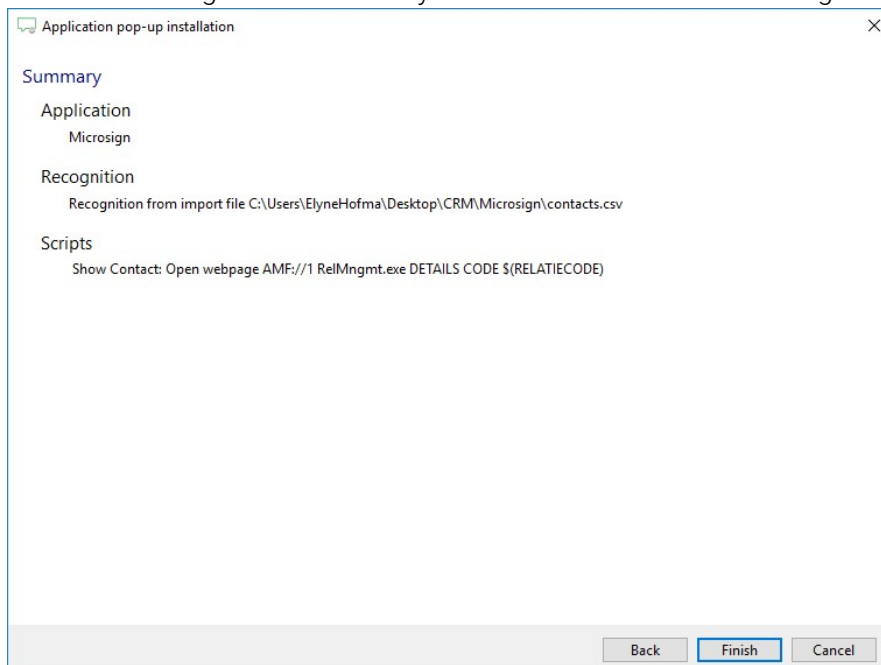 Application pop-up installation
Summary
Application
Microsign
Recognition
Recognition from import file C:\Users\ElyneHofma\Desktop\CRM\Microsign\contacts.csv
Scripts
Show Contact: Open webpage AMF://1 RelMngmt.exe DETAILS CODE $(RELATIECODE)
Back Finish Cancel